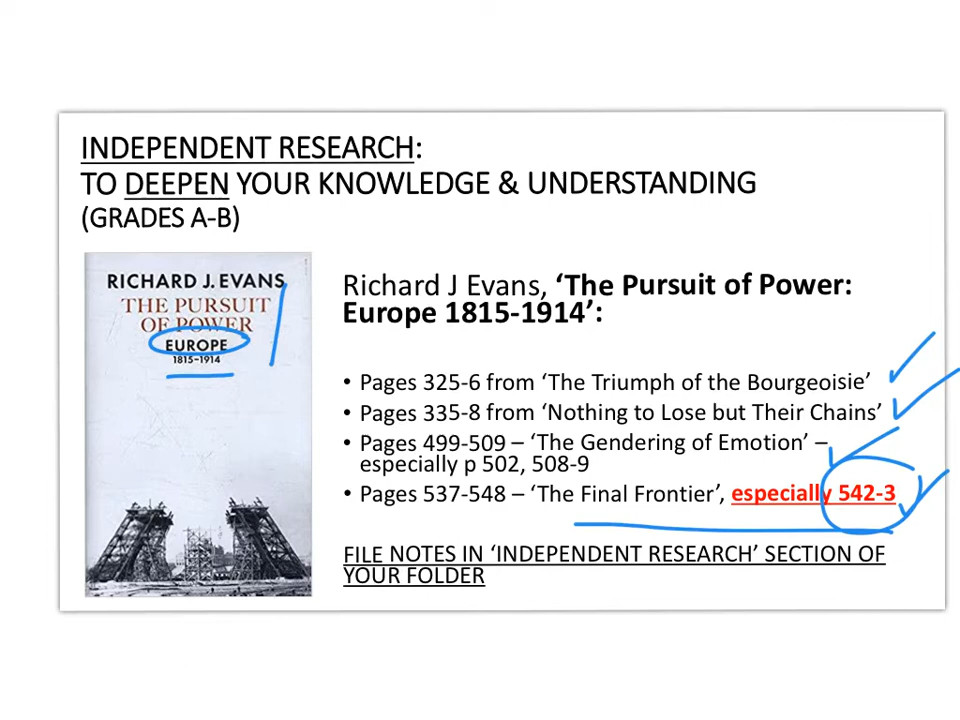 INDEPENDENT RESEARCH:
TO DEEPEN YOUR KNOWLEDGE & UNDERSTANDING
(GRADES A-B)
RICHARD J. EVANS
THE PURSUIT
OF POWER
EUROPE
1815–1914
Richard J Evans, ‘The Pursuit of Power:
Europe 1815-1914’:
• Pages 325-6 from ‘The Triumph of the Bourgeoisie’
• Pages 335-8 from ‘Nothing to Lose but Their Chains’
• Pages 499-509 – ‘The Gendering of Emotion’ –
especially p 502, 508-9
• Pages 537-548 – ‘The Final Frontier’, especially 542-3
FILE NOTES IN ‘INDEPENDENT RESEARCH’ SECTION OF
YOUR FOLDER